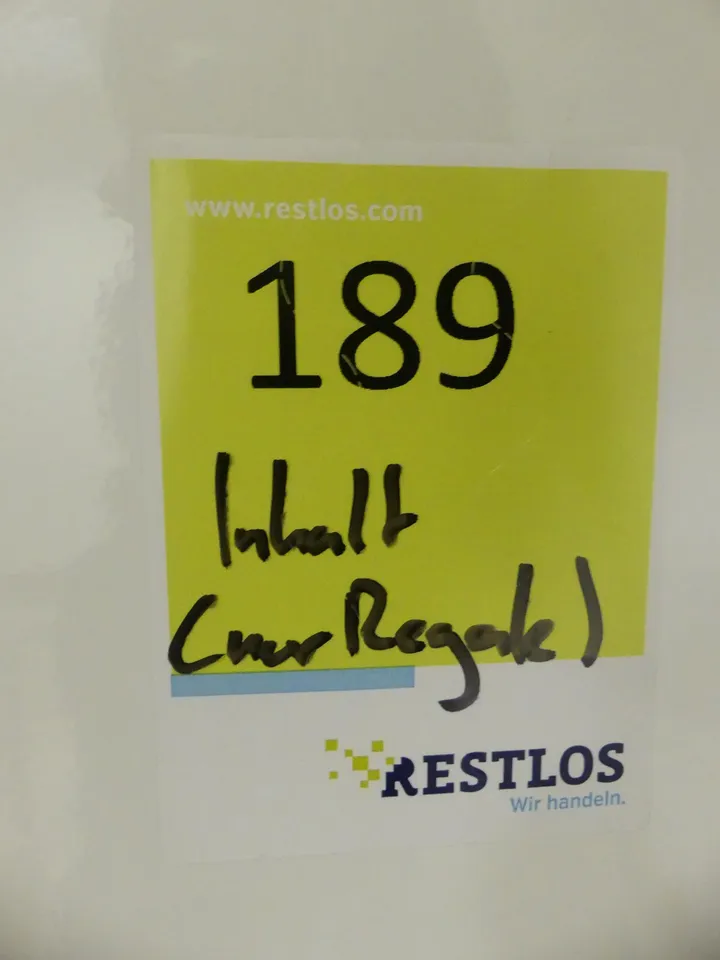 www.restlos.com
189
Inhalt
(nur Regale)
RESTLOS
Wir handeln.